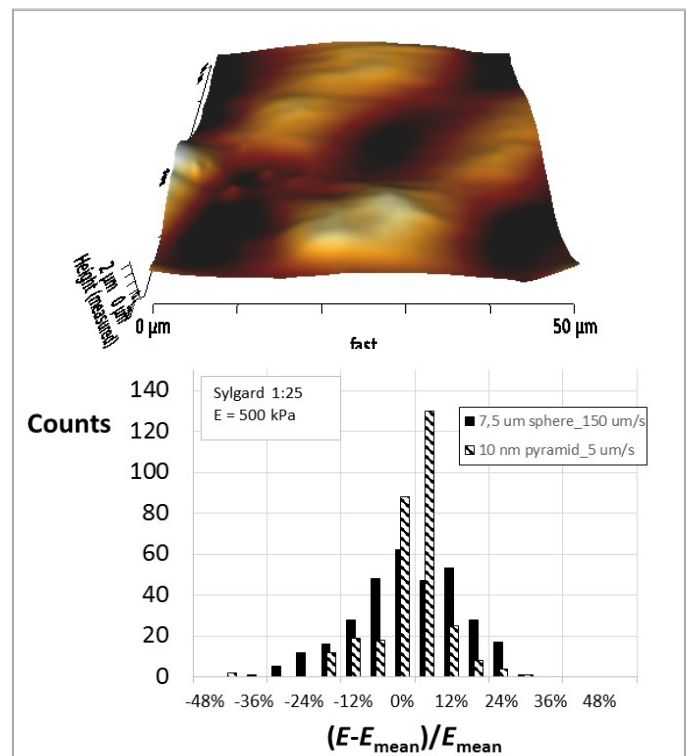 2 µm 0 µm
Height (measured)
0 µm
50 µm
fast
140
120
100
80
60
40
20
0
Counts
Sylgard 1:25
E = 500 kPa
7,5 um sphere_150 um/s
10 nm pyramid_5 um/s
-48% -36% -24% -12% 0% 12% 24% 36% 48%
(E-Emean)/Emean